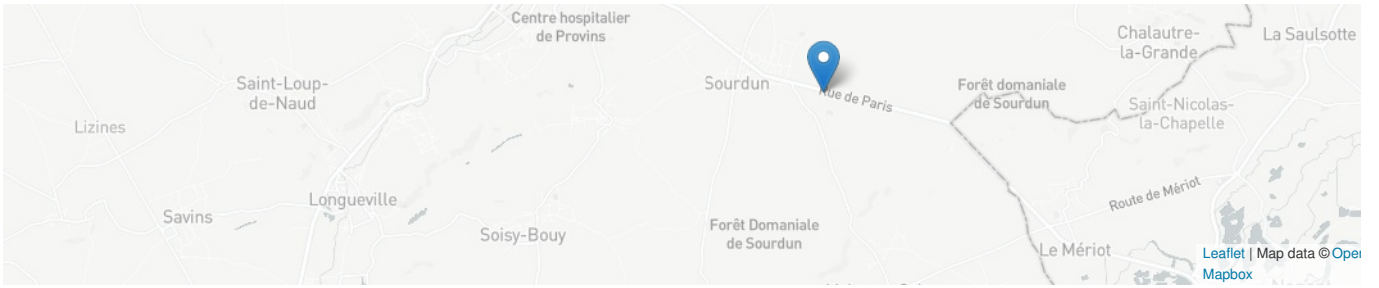 Centre hospitalier
de Provins
Chalautre-
la-Grande
La Saulsotte
Saint-Loup-
de-Naud
Sourdun
Rue de Paris
Forêt domaniale
de Sourdun
Saint-Nicolas-
la-Chapelle
Lizines
Longueville
Route de Mériot
Savins
Soisy-Bouy
Forêt Domaniale
de Sourdun
Le Mériot
Leaflet | Map data © Open
Mapbox